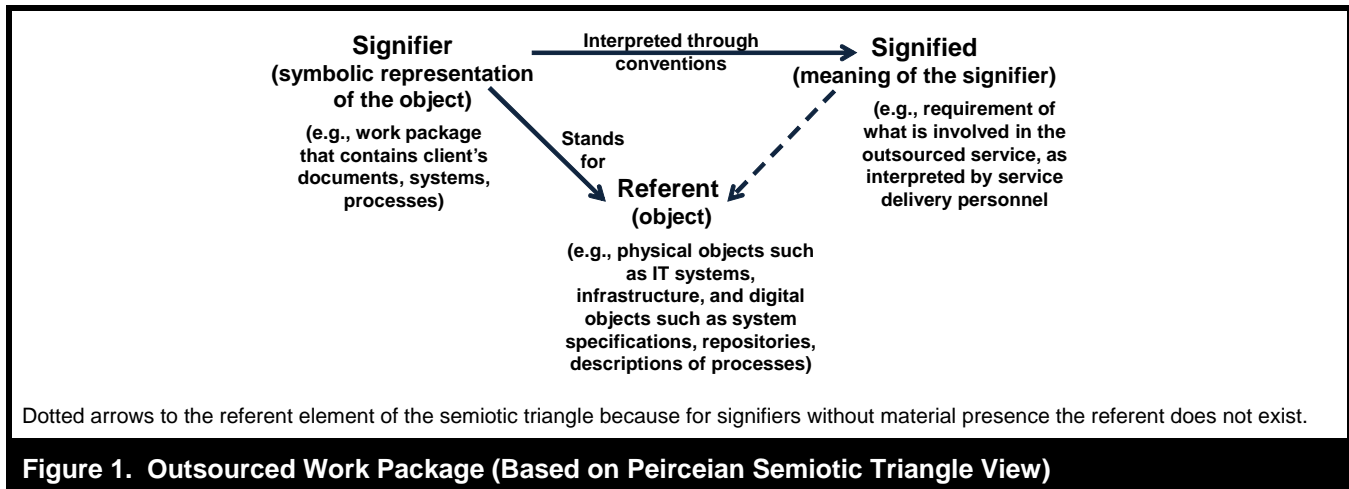 Signifier
(symbolic representation
of the object)
(e.g., work package
that contains client's
documents, systems,
processes)
Interpreted through
conventions
Signified
(meaning of the signifier)
(e.g., requirement of
what is involved in the
outsourced service, as
interpreted by service
delivery personnel
Stands
for
Referent
(object)
(e.g., physical objects such
as IT systems,
infrastructure, and digital
objects such as system
specifications, repositories,
descriptions of processes)
Dotted arrows to the referent element of the semiotic triangle because for signifiers without material presence the referent does not exist.
Figure 1. Outsourced Work Package (Based on Peirceian Semiotic Triangle View)